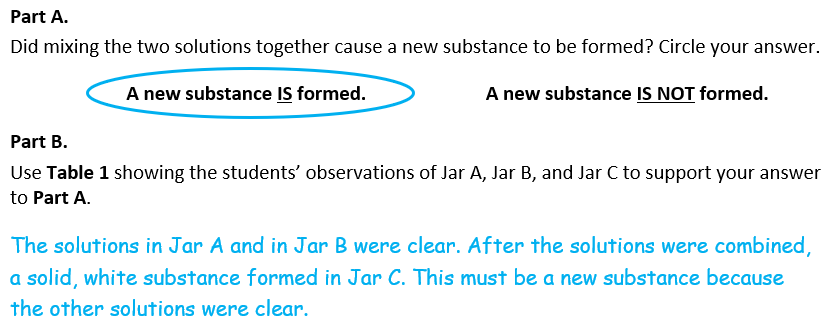 Part A.
Did mixing the two solutions together cause a new substance to be formed? Circle your answer.
A new substance IS formed.
A new substance IS NOT formed.
Part B.
Use Table 1 showing the students’ observations of Jar A, Jar B, and Jar C to support your answer
to Part A.
The solutions in Jar A and in Jar B were clear. After the solutions were combined,
a solid, white substance formed in Jar C. This must be a new substance because
the other solutions were clear.